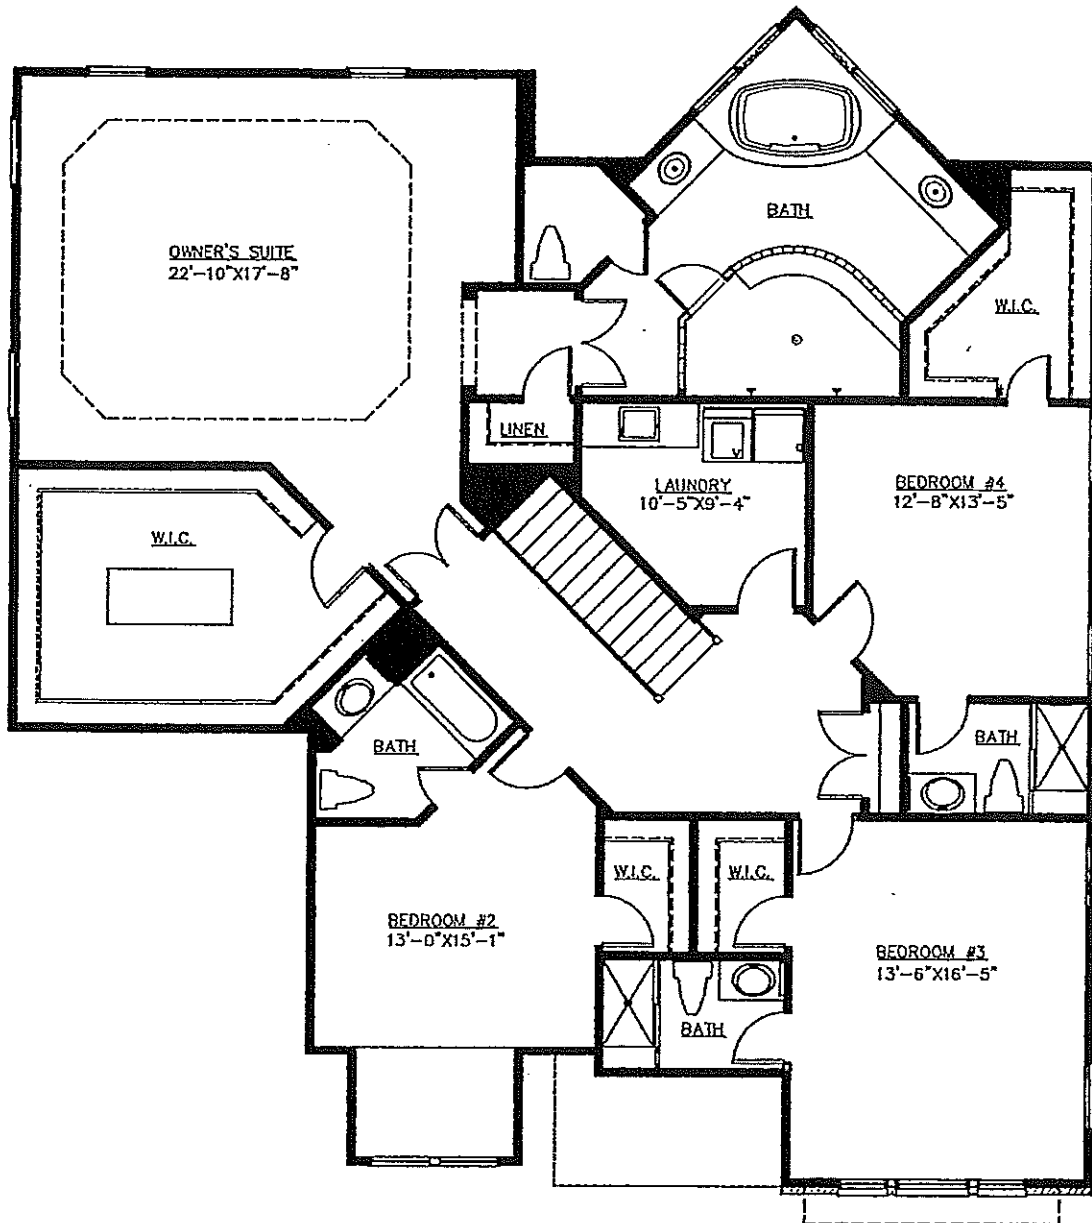 OWNER'S SUITE
22'-10"X17'-8"
BATH
W.I.C.
LINEN
LAUNDRY
10'-5"X9'-4"
BEDROOM #4
12'-8"X13'-5"
W.I.C.
BATH
BATH
W.I.C.
W.I.C.
BEDROOM #2
13'-0"X15'-1"
BEDROOM #3
13'-6"X16'-5"
BATH